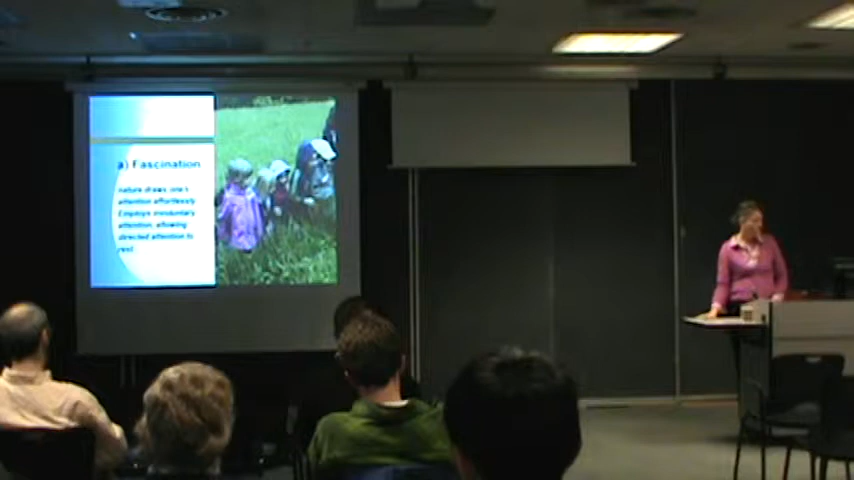 a) Fascination
nature draws one's
attention effortlessly.
Employs involuntary
attention, allowing
directed attention to
rest.